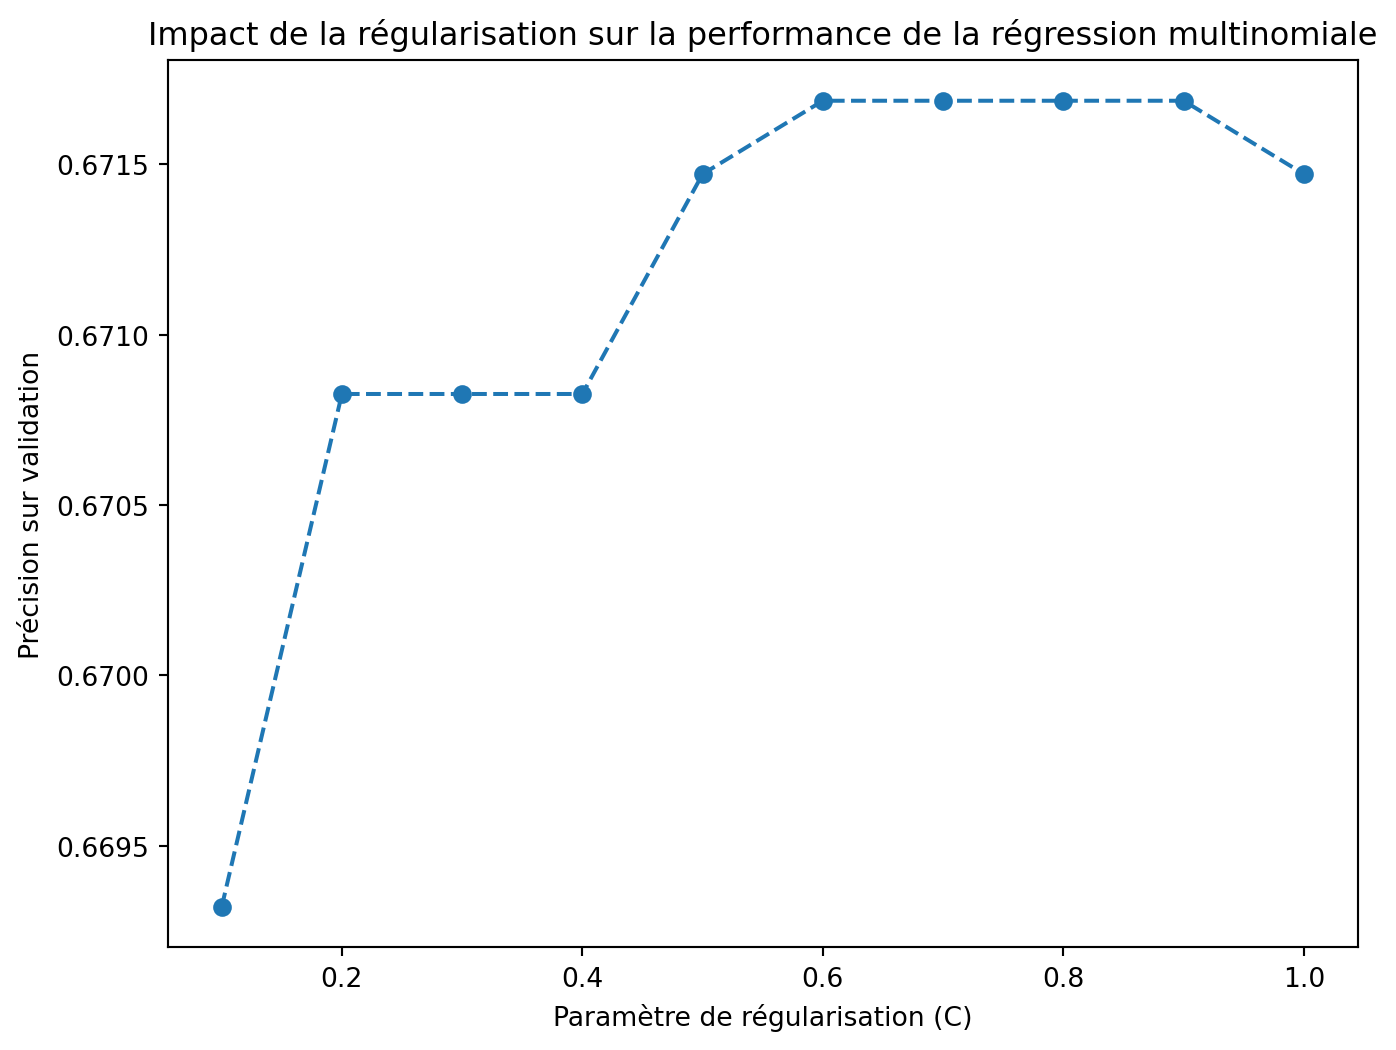 Impact de la régularisation sur la performance de la régression multinomiale
0.6715
0.6710
0.6705
0.6700
0.6695
Précision sur validation
0.2 0.4 0.6 0.8 1.0
Paramètre de régularisation (C)